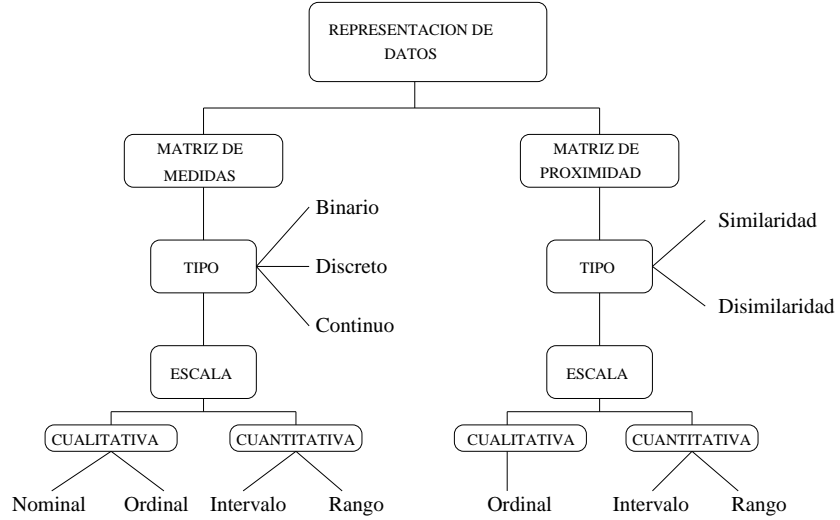 REPRESENTACION DE
DATOS
MATRIZ DE
MEDIDAS
MATRIZ DE
PROXIMIDAD
Binario
Similaridad
TIPO
Discreto
TIPO
Disimilaridad
Continuo
ESCALA
ESCALA
CUALITATIVA
CUANTITATIVA
CUALITATIVA
CUANTITATIVA
Nominal
Ordinal
Intervalo
Rango
Ordinal
Intervalo
Rango